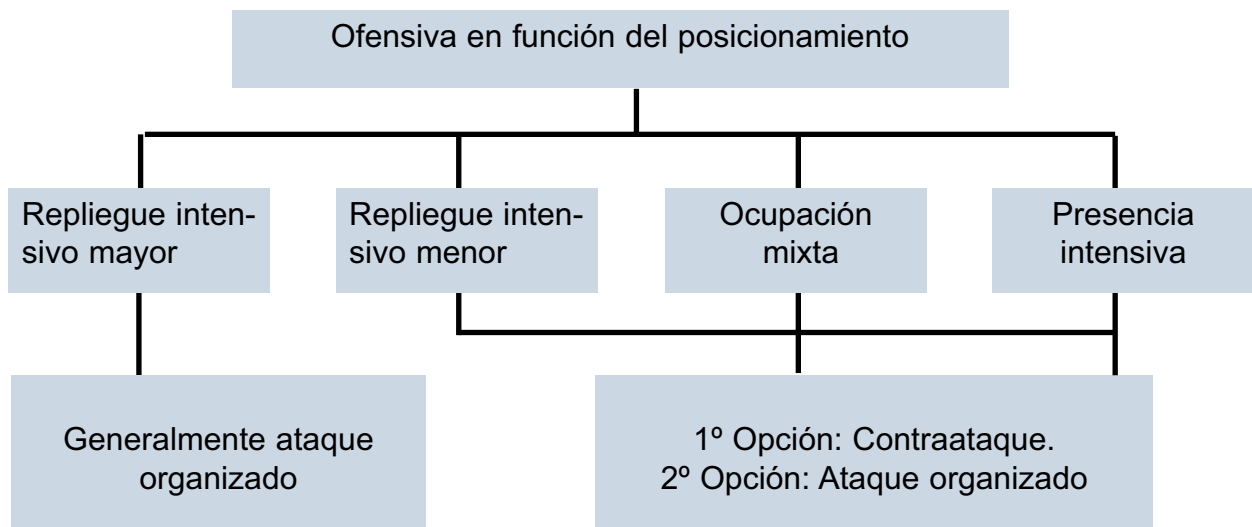 Ofensiva en función del posicionamiento
Repliegue inten-
sivo mayor
Repliegue inten-
sivo menor
Ocupación
mixta
Presencia
intensiva
Generalmente ataque
organizado
1º Opción: Contraataque.
2º Opción: Ataque organizado